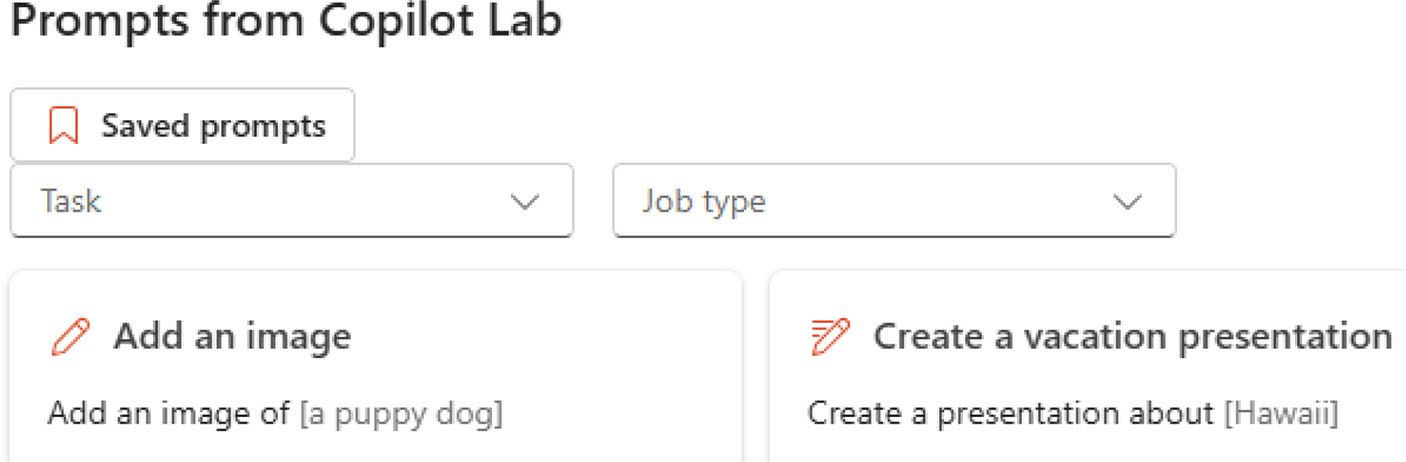 Prompts from Copilot Lab
Saved prompts
Task
Job type
Add an image
Add an image of [a puppy dog]
Create a vacation presentation
Create a presentation about [Hawaii]